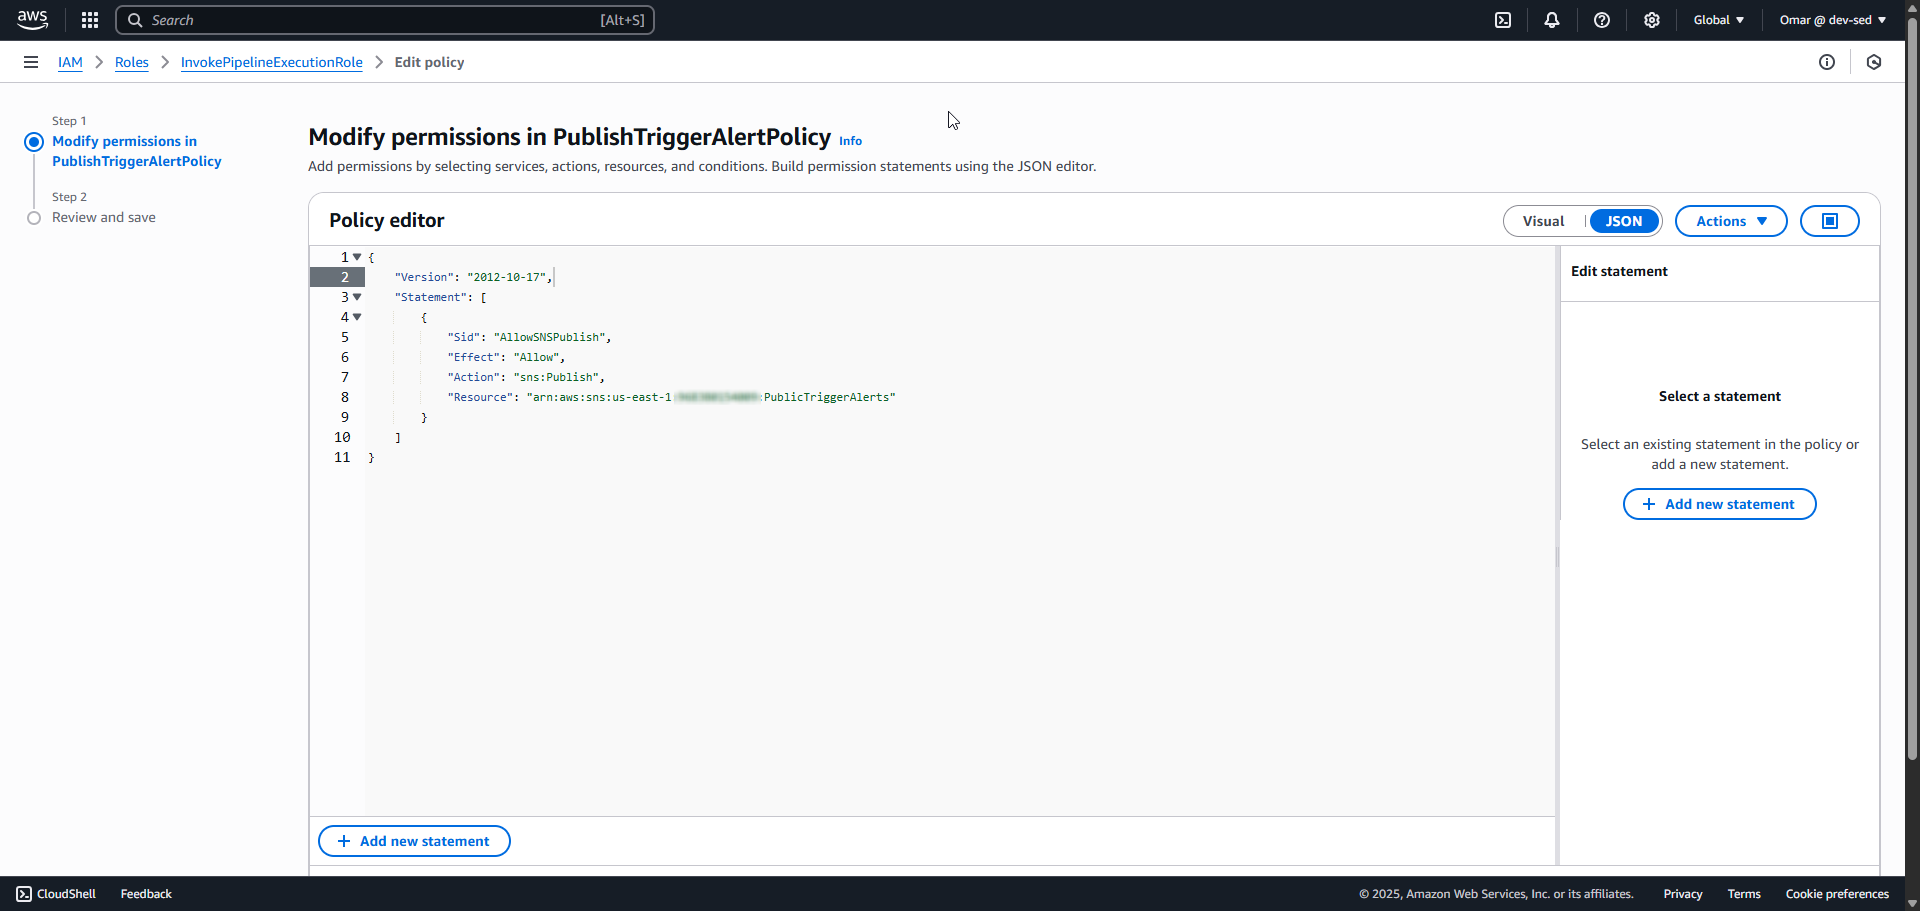 aws
Search [Alt+S]
Global Omar @ dev-sed
IAM Roles InvokePipelineExecutionRole Edit policy
Step 1
Modify permissions in
PublishTriggerAlertPolicy
Step 2
Review and save
Modify permissions in PublishTriggerAlertPolicy Info
Add permissions by selecting services, actions, resources, and conditions. Build permission statements using the JSON editor.
Policy editor
Visual JSON Actions
1 {
2 "Version": "2012-10-17",
3 "Statement": [
4 {
5 "Sid": "AllowSNSPublish",
6 "Effect": "Allow",
7 "Action": "sns:Publish",
8 "Resource": "arn:aws:sns:us-east-1 :PublicTriggerAlerts"
9 }
10 ]
11 }
Edit statement
Select a statement
Select an existing statement in the policy or
add a new statement.
+ Add new statement
+ Add new statement
CloudShell Feedback
© 2025, Amazon Web Services, Inc. or its affiliates. Privacy Terms Cookie preferences